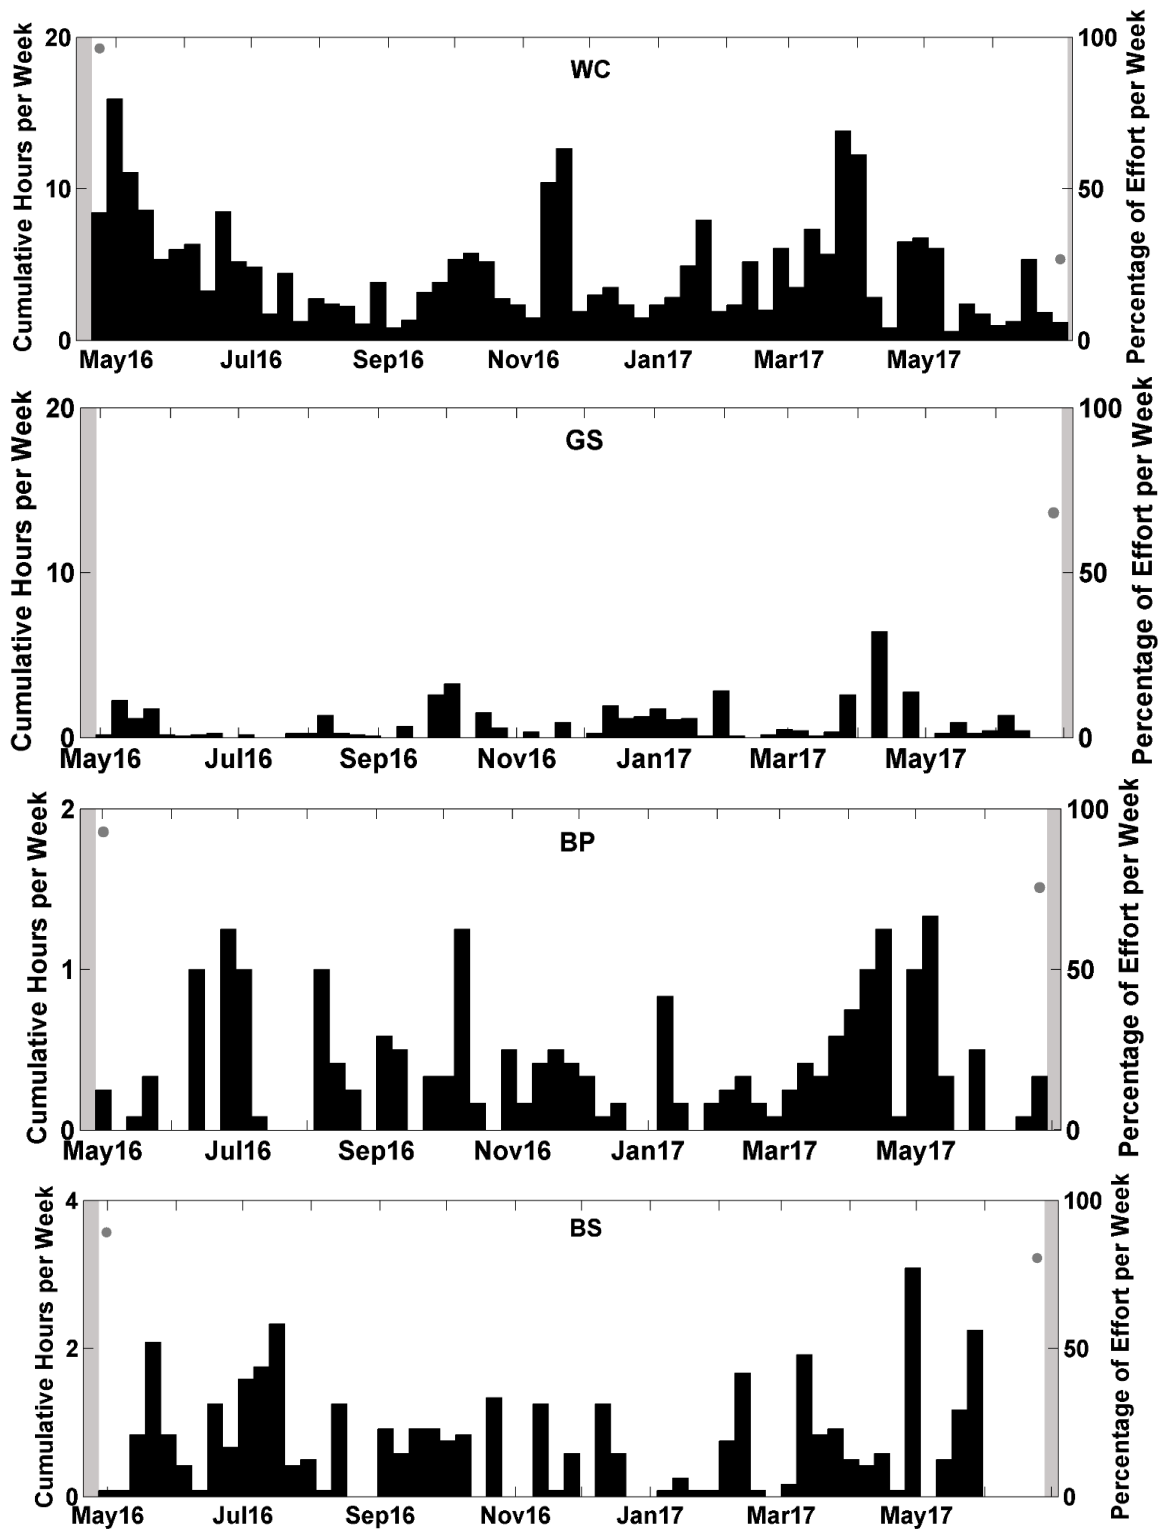 Cumulative Hours per Week
20
10
0
WC
100
50
0
Percentage of Effort per Week
May16 Jul16 Sep16 Nov16 Jan17 Mar17 May17
Cumulative Hours per Week
20
10
0
GS
100
50
0
Percentage of Effort per Week
May16 Jul16 Sep16 Nov16 Jan17 Mar17 May17
Cumulative Hours per Week
2
1
0
BP
100
50
0
Percentage of Effort per Week
May16 Jul16 Sep16 Nov16 Jan17 Mar17 May17
Cumulative Hours per Week
4
2
0
BS
100
50
0
Percentage of Effort per Week
May16 Jul16 Sep16 Nov16 Jan17 Mar17 May17